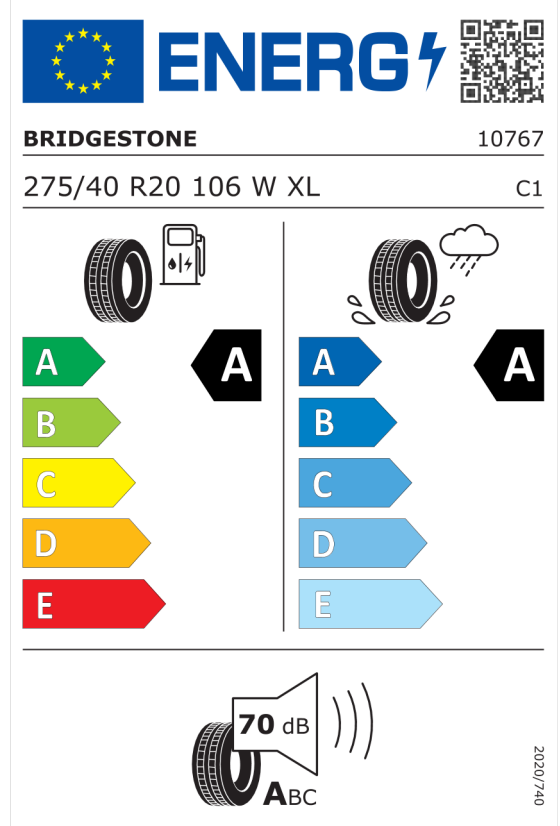 ENERG
BRIDGESTONE 10767
275/40 R20 106 W XL C1
A A
B
C
D
E
A A
B
C
D
E
70 dB
ABC
2020/740